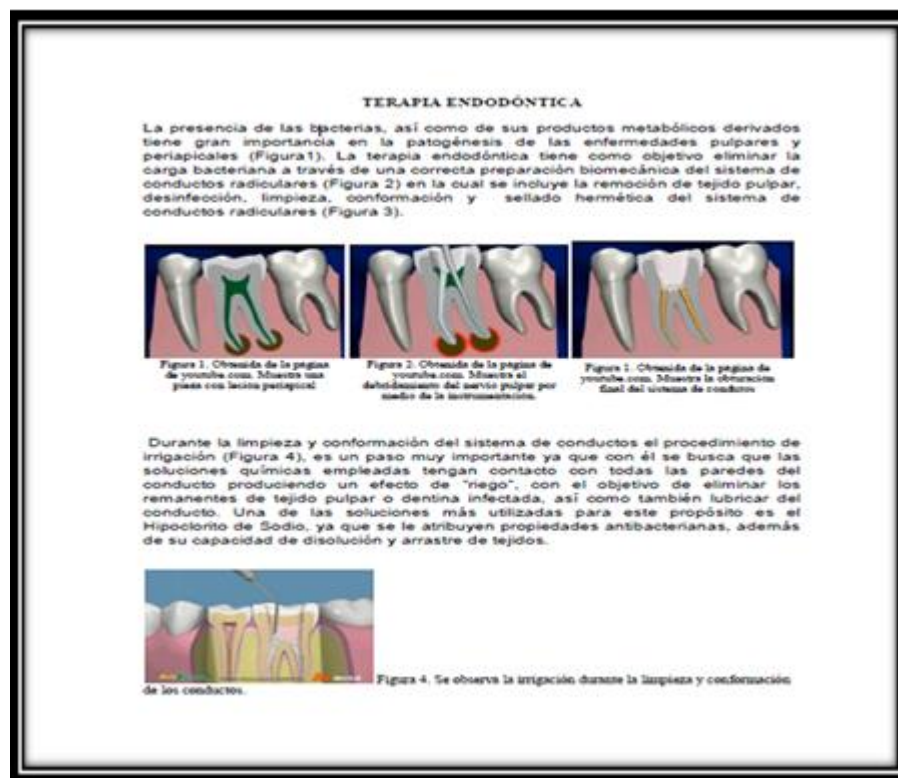 TERAPIA ENDODÓNTICA
La presencia de las bacterias, así como de sus productos metabólicos derivados
tiene gran importancia en la patogénesis de las enfermedades pulpares y
periapicales (Figura1). La terapia endodóntica tiene como objetivo eliminar la
carga bacteriana a través de una correcta preparación biomecánica del sistema de
conductos radiculares (Figura 2) en la cual se incluye la remoción de tejido pulpar,
desinfección, limpieza, conformación y sellado hermética del sistema de
conductos radiculares (Figura 3).
Figura 1. Obtenida de la página
de youtube.com. Muestra una
pieza con lecion periapical
Figura 2. Obtenida de la página de
youtube.com. Muestra el
debridamiento del nervio pulpar por
medio de la instrumentación.
Figura 1. Obtenida de la página de
youtube.com. Muestra la obturación
final del sistema de conductos
Durante la limpieza y conformación del sistema de conductos el procedimiento de
irrigación (Figura 4), es un paso muy importante ya que con él se busca que las
soluciones químicas empleadas tengan contacto con todas las paredes del
conducto produciendo un efecto de "riego", con el objetivo de eliminar los
remanentes de tejido pulpar o dentina infectada, así como también lubricar del
conducto. Una de las soluciones más utilizadas para este propósito es el
Hipoclorito de Sodio, ya que se le atribuyen propiedades antibacterianas, además
de su capacidad de disolución y arrastre de tejidos.
Figura 4. Se observa la irrigación durante la limpieza y conformación
de los conductos.